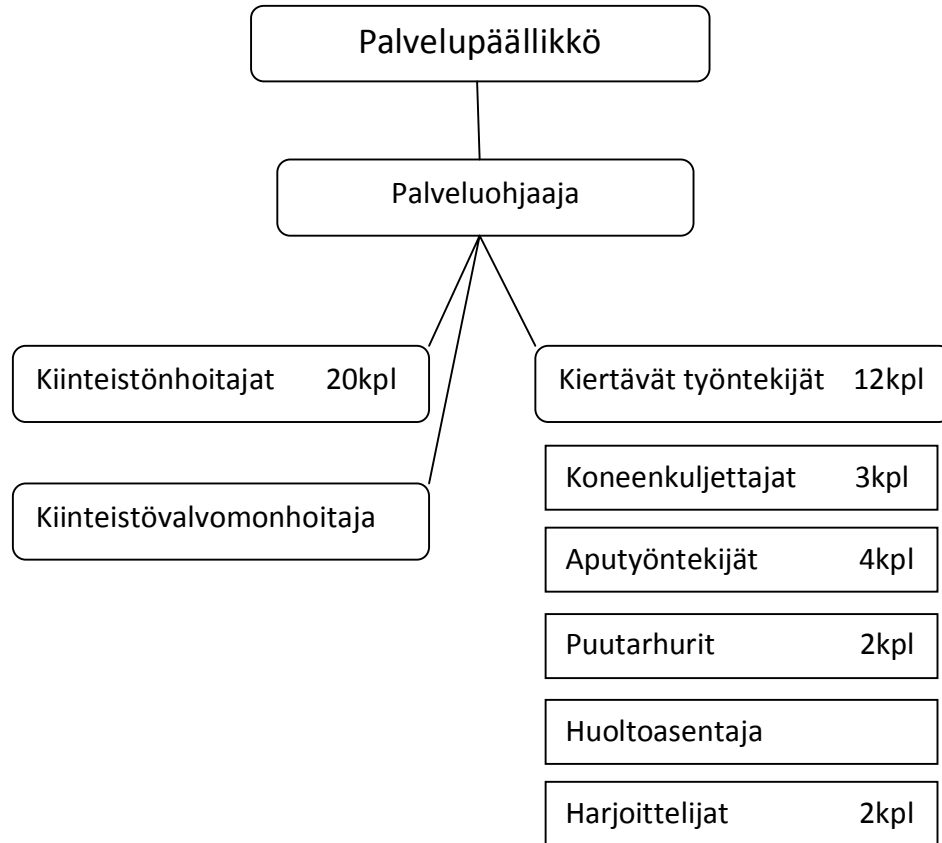 Palvelupäällikkö
Palveluohjaaja
Kiinteistönhoitajat 20kpl
Kiertävät työntekijät 12kpl
Koneenkuljettajat 3kpl
Kiinteistövalvomonhoitaja
Aputyöntekijät 4kpl
Puutarhurit 2kpl
Huoltoasentaja
Harjoittelijat 2kpl